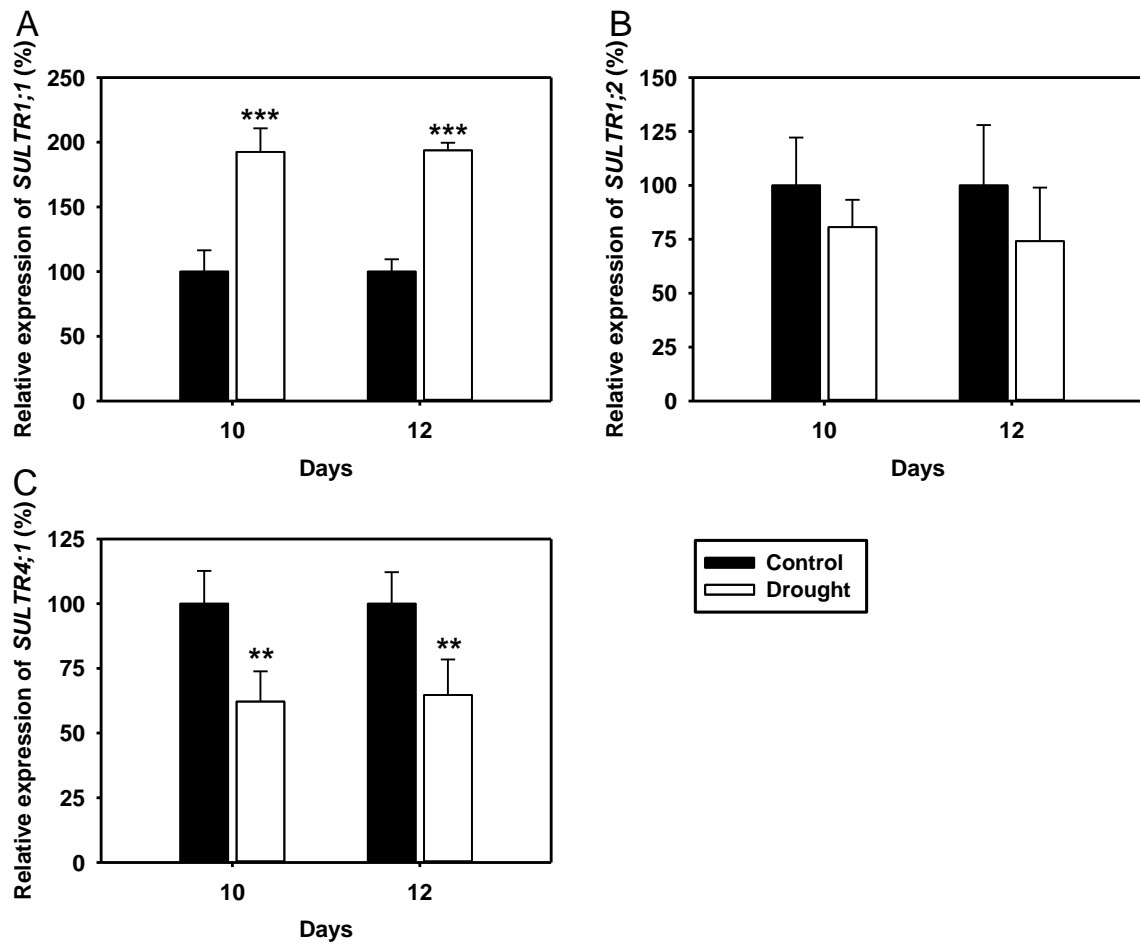 A
Relative expression of SULTR1;1 (%)
250
200
150
100
50
0
***
***
10
12
Days
B
Relative expression of SULTR1;2 (%)
150
125
100
75
50
25
0
10
12
Days
C
Relative expression of SULTR4;1 (%)
125
100
75
50
25
0
**
**
10
12
Days
Control
Drought